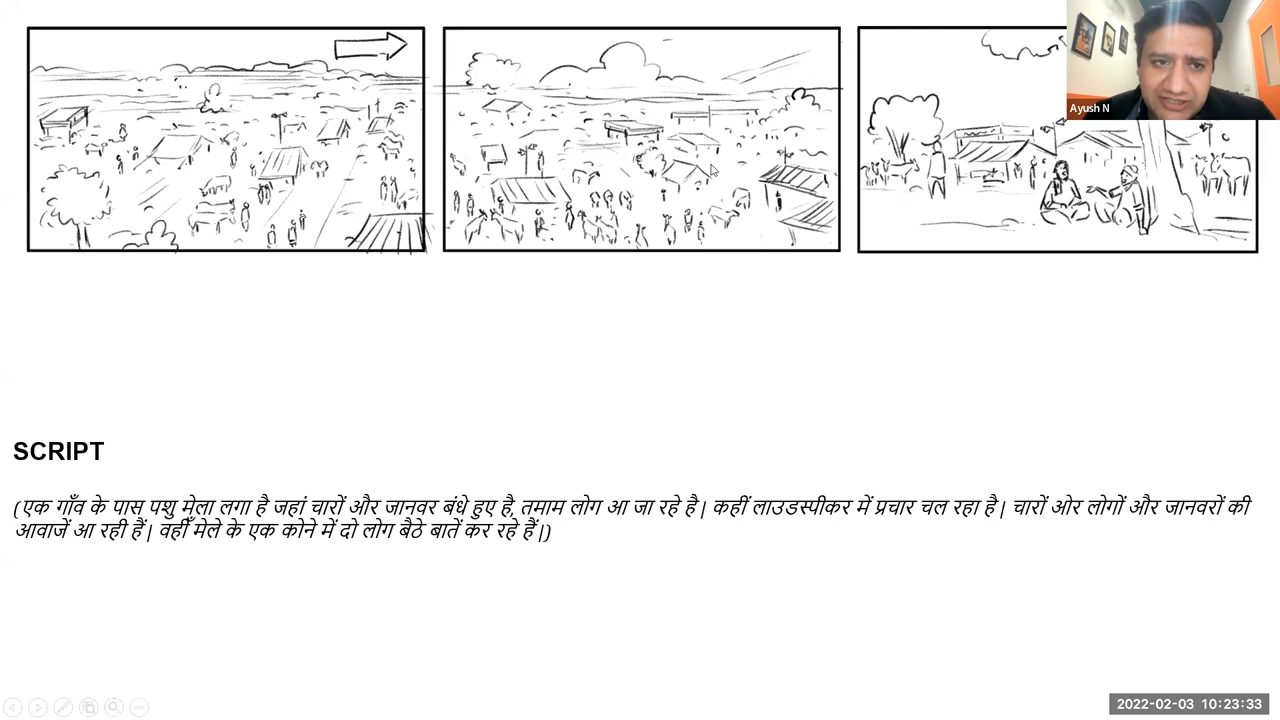 Ayush N
SCRIPT
(एक गाँव के पास पशु मेला लगा है जहां चारों और जानवर बंधे हुए है, तमाम लोग आ जा रहे है| कहीं लाउडस्पीकर में प्रचार चल रहा है| चारों ओर लोगों और जानवरों की
आवाजें आ रही हैं| वहीँ मेले के एक कोने में दो लोग बैठे बातें कर रहे हैं|)
2022-02-03 10:23:33